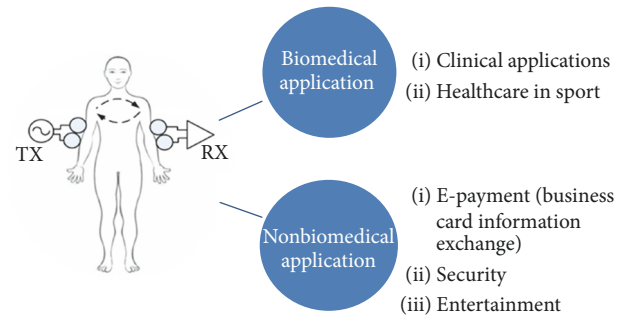 TX
RX
Biomedical
application
(i) Clinical applications
(ii) Healthcare in sport
Nonbiomedical
application
(i) E-payment (business
card information
exchange)
(ii) Security
(iii) Entertainment